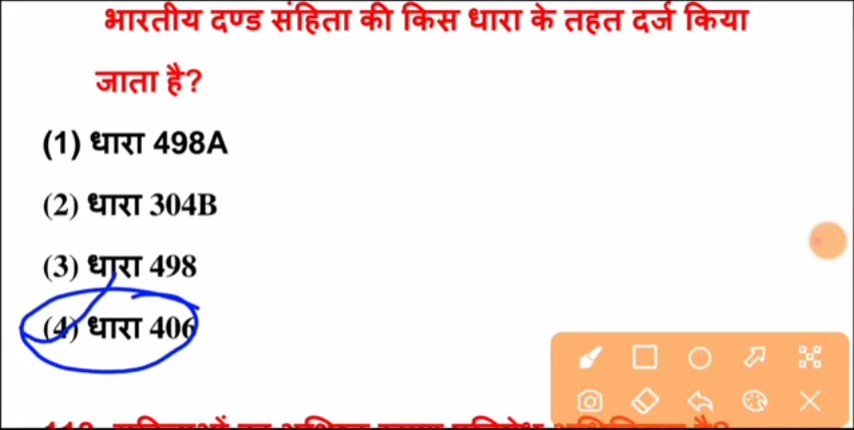 भारतीय दण्ड संहिता की किस धारा के तहत दर्ज किया
जाता है?
(1) धारा 498A
(2) धारा 304B
(3) धारा 498
(4) धारा 406